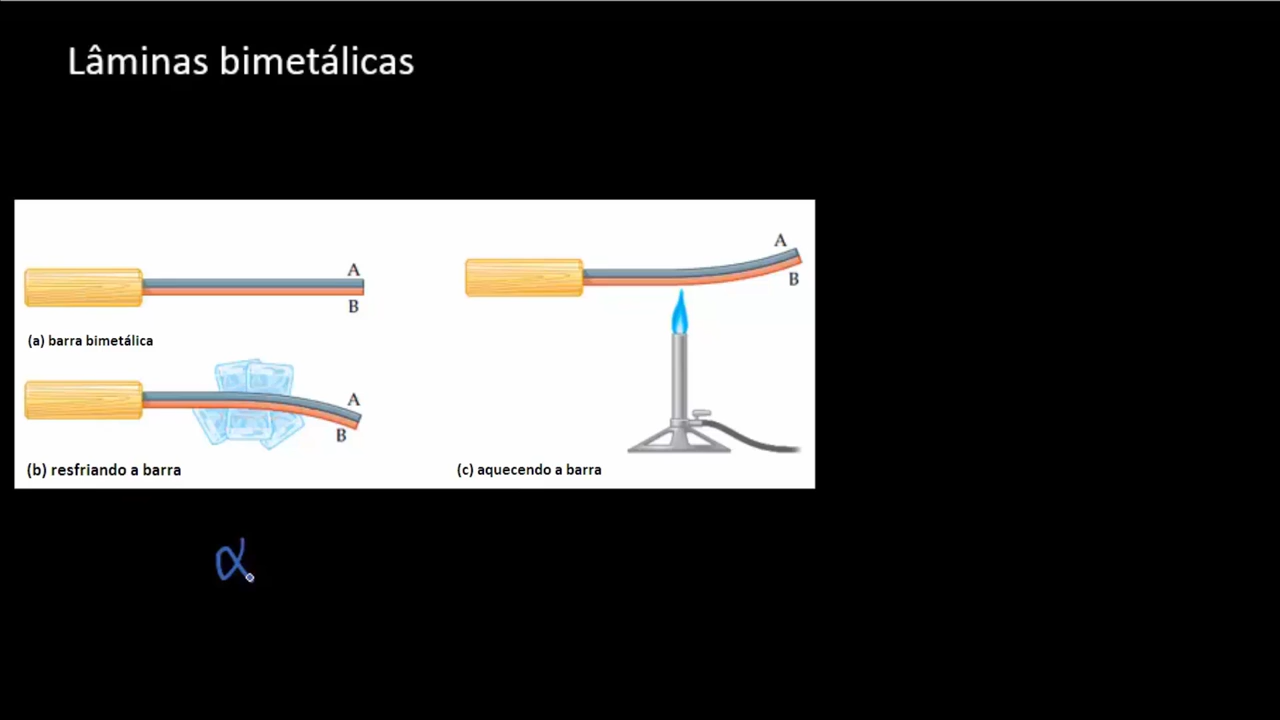 Lâminas bimetálicas
A
B
(a) barra bimetálica
A
B
(b) resfriando a barra
A
B
(c) aquecendo a barra
α